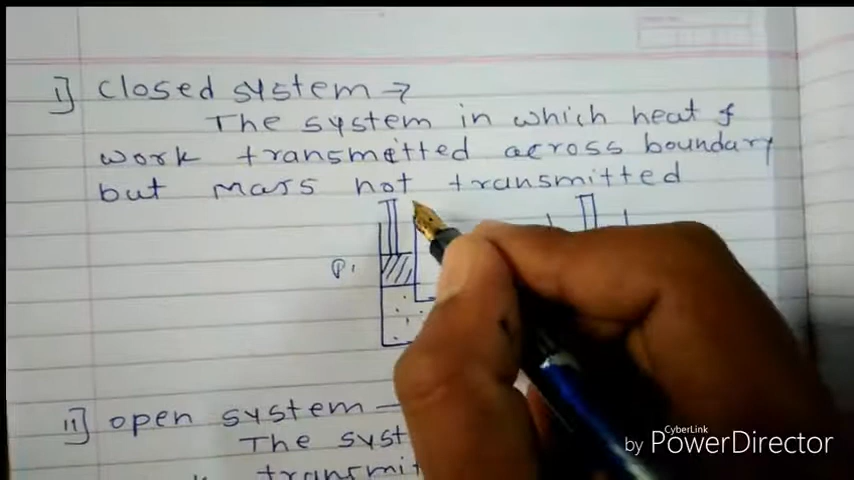 i] closed system →
The system in which heat &
work transmitted across boundary
but mass not transmitted
P1
ii] open system —
The syst
transmit
by CyberLink PowerDirector